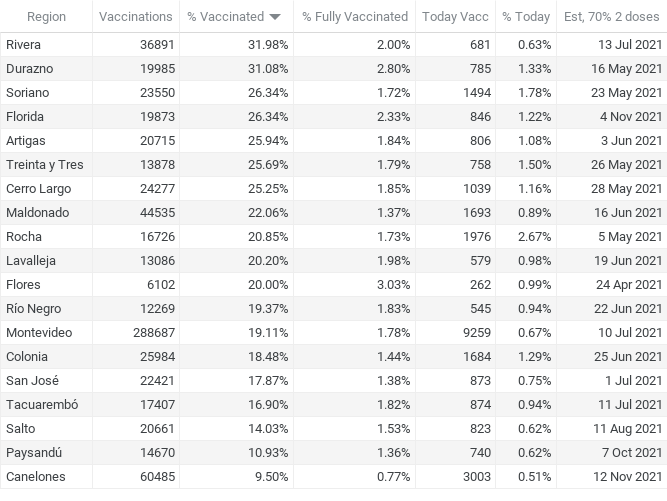 Region Vaccinations % Vaccinated % Fully Vaccinated Today Vacc % Today Est, 70% 2 doses
Rivera 36891 31.98% 2.00% 681 0.63% 13 Jul 2021
Durazno 19985 31.08% 2.80% 785 1.33% 16 May 2021
Soriano 23550 26.34% 1.72% 1494 1.78% 23 May 2021
Florida 19873 26.34% 2.33% 846 1.22% 4 Nov 2021
Artigas 20715 25.94% 1.84% 806 1.08% 3 Jun 2021
Treinta y Tres 13878 25.69% 1.79% 758 1.50% 26 May 2021
Cerro Largo 24277 25.25% 1.85% 1039 1.16% 28 May 2021
Maldonado 44535 22.06% 1.37% 1693 0.89% 16 Jun 2021
Rocha 16726 20.85% 1.73% 1976 2.67% 5 May 2021
Lavalleja 13086 20.20% 1.98% 579 0.98% 19 Jun 2021
Flores 6102 20.00% 3.03% 262 0.99% 24 Apr 2021
Río Negro 12269 19.37% 1.83% 545 0.94% 22 Jun 2021
Montevideo 288687 19.11% 1.78% 9259 0.67% 10 Jul 2021
Colonia 25984 18.48% 1.44% 1684 1.29% 25 Jun 2021
San José 22421 17.87% 1.38% 873 0.75% 1 Jul 2021
Tacuarembó 17407 16.90% 1.82% 874 0.94% 11 Jul 2021
Salto 20661 14.03% 1.53% 823 0.62% 11 Aug 2021
Paysandú 14670 10.93% 1.36% 740 0.62% 7 Oct 2021
Canelones 60485 9.50% 0.77% 3003 0.51% 12 Nov 2021